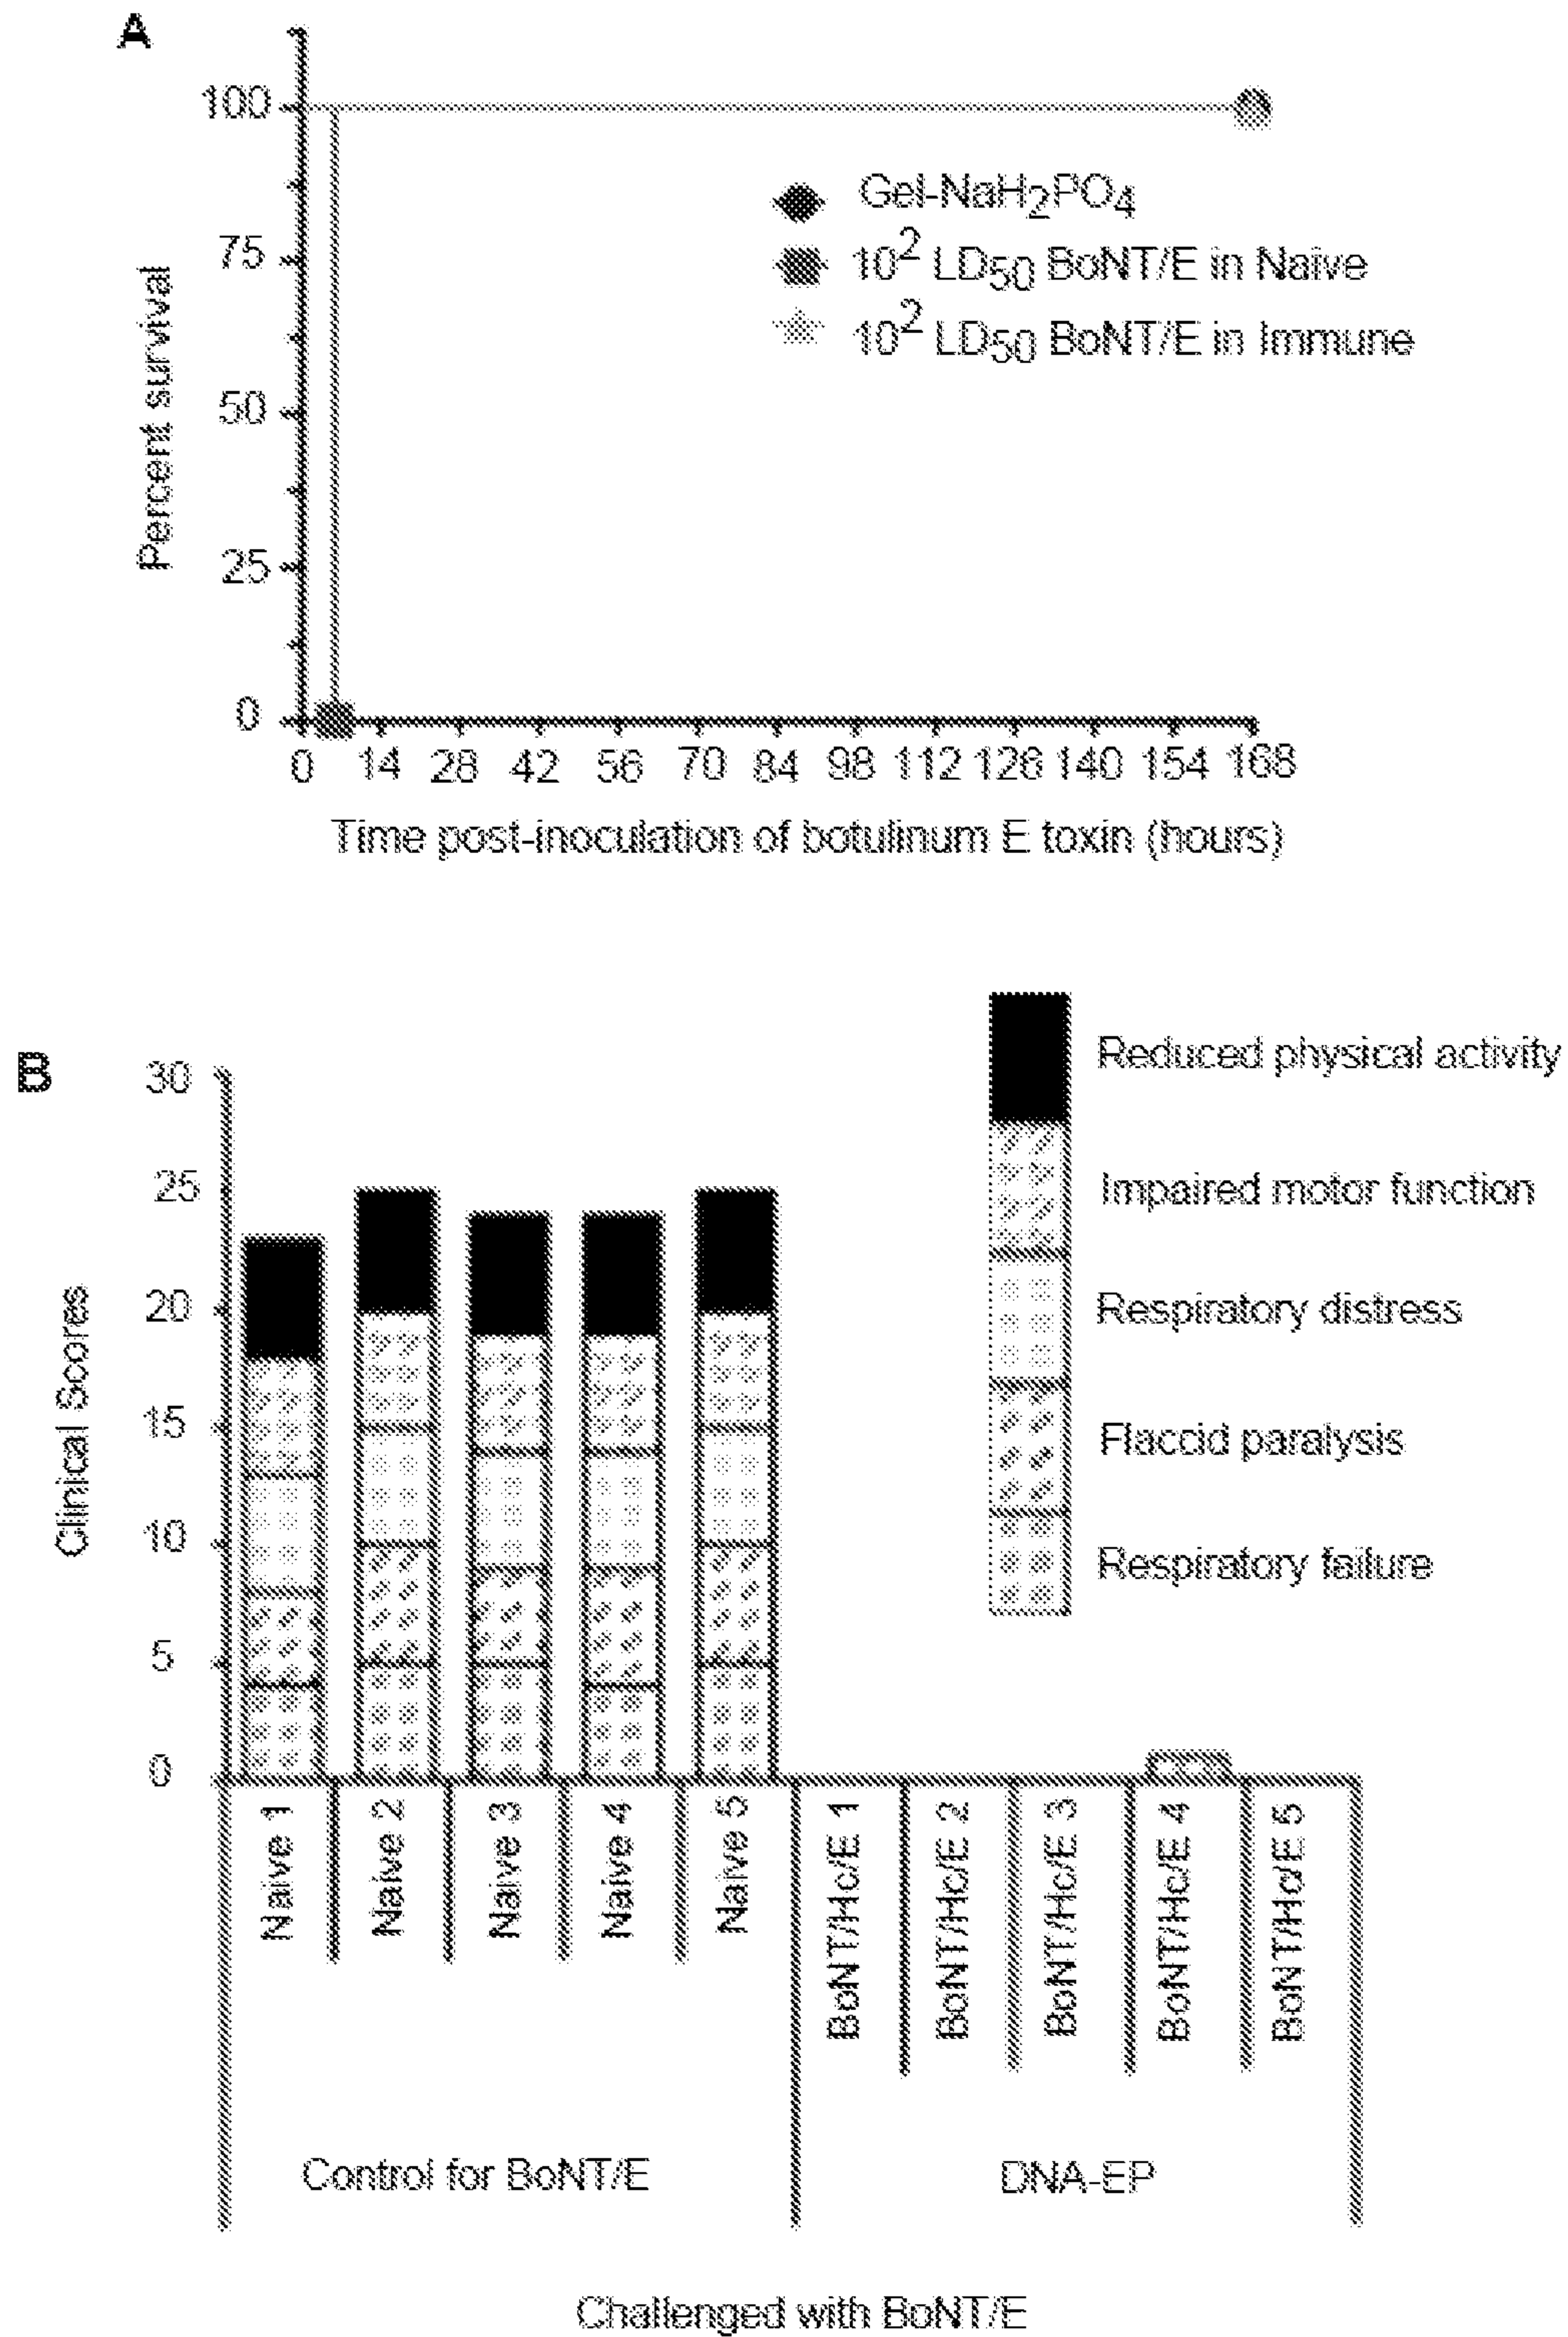 A
100
75
50
25
0
Percent survival
Gel-NaH2PO4
10² LD50 BoNT/E in Naive
10² LD50 BoNT/E in Immune
0 14 28 42 56 70 84 98 112 126 140 154 168
Time post-inoculation of botulinum E toxin (hours)
B
30
25
20
15
10
5
0
Clinical Scores
Reduced physical activity
Impaired motor function
Respiratory distress
Flaccid paralysis
Respiratory failure
Naive 1
Naive 2
Naive 3
Naive 4
Naive 5
BoNT/Hc/E 1
BoNT/Hc/E 2
BoNT/Hc/E 3
BoNT/Hc/E 4
BoNT/Hc/E 5
Control for BoNT/E
DNA-EP
Challenged with BoNT/E